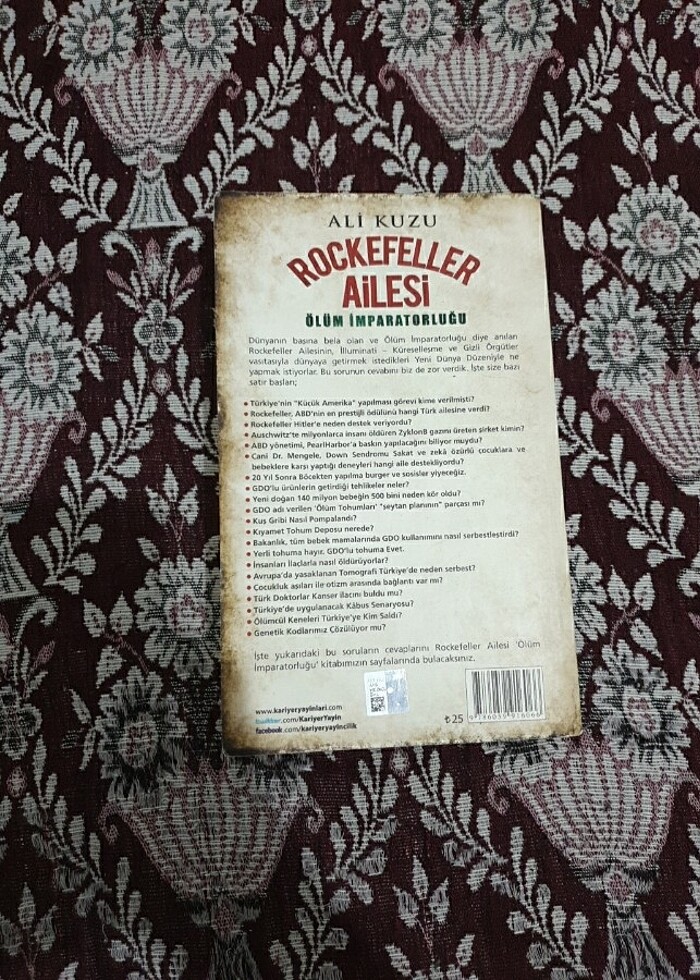 ALİ KUZU
ROCKEFELLER
AİLESİ
ÖLÜM İMPARATORLUĞU
Dünyanın başına bela olan ve Ölüm İmparatorluğu diye anılan
Rockefeller Ailesinin, İlluminati – Küreselleşme ve Gizli Örgütler
vasıtasıyla dünyaya getirmek istedikleri Yeni Dünya Düzeniyle ne
yapmak istiyorlar. Bu sorunun cevabını biz de zor verdik. İşte size bazı
satır başları;
• Türkiye'nin "Küçük Amerika" yapılması görevi kime verilmişti?
• Rockefeller, ABD'nin en prestijli ödülünü hangi Türk ailesine verdi?
• Rockefeller Hitler'e neden destek veriyordu?
• Auschwitz'te milyonlarca insanı öldüren ZyklonB gazını üreten şirket kimin?
• ABD yönetimi, PearlHarbor'a baskın yapılacağını biliyor muydu?
• Cani Dr. Mengele, Down Sendromu Sakat ve zekâ özürlü çocuklara ve
bebeklere karşı yaptığı deneyleri hangi aile destekliyordu?
• 20 Yıl Sonra Böcekten yapılma burger ve sosisler yiyeceğiz.
• GDO'lu ürünlerin getirdiği tehlikeler neler?
• Yeni doğan 140 milyon bebeğin 500 bini neden kör oldu?
• GDO adı verilen 'Ölüm Tohumları' "şeytan planının" parçası mı?
• Kuş Gribi Nasıl Pompalandı?
• Kıyamet Tohum Deposu nerede?
• Bakanlık, tüm bebek mamalarında GDO kullanımını nasıl serbestleştirdi?
• Yerli tohuma hayır, GDO'lu tohuma Evet.
• İnsanları İlaçlarla nasıl öldürüyorlar?
• Avrupa'da yasaklanan Tomografi Türkiye'de neden serbest?
• Çocukluk aşıları ile otizm arasında bağlantı var mı?
• Türk Doktorlar Kanser ilacını buldu mu?
• Türkiye'de uygulanacak Kâbus Senaryosu?
• Ölümcül Keneleri Türkiye'ye Kim Saldı?
• Genetik Kodlarımız Çözülüyor mu?
İşte yukarıdaki bu soruların cevaplarını Rockefeller Ailesi 'Ölüm
İmparatorluğu' kitabımızın sayfalarında bulacaksınız.
www.kariyeryayinlari.com
twitter.com/KariyerYayin
facebook.com/kariyeryayincilik
₺25